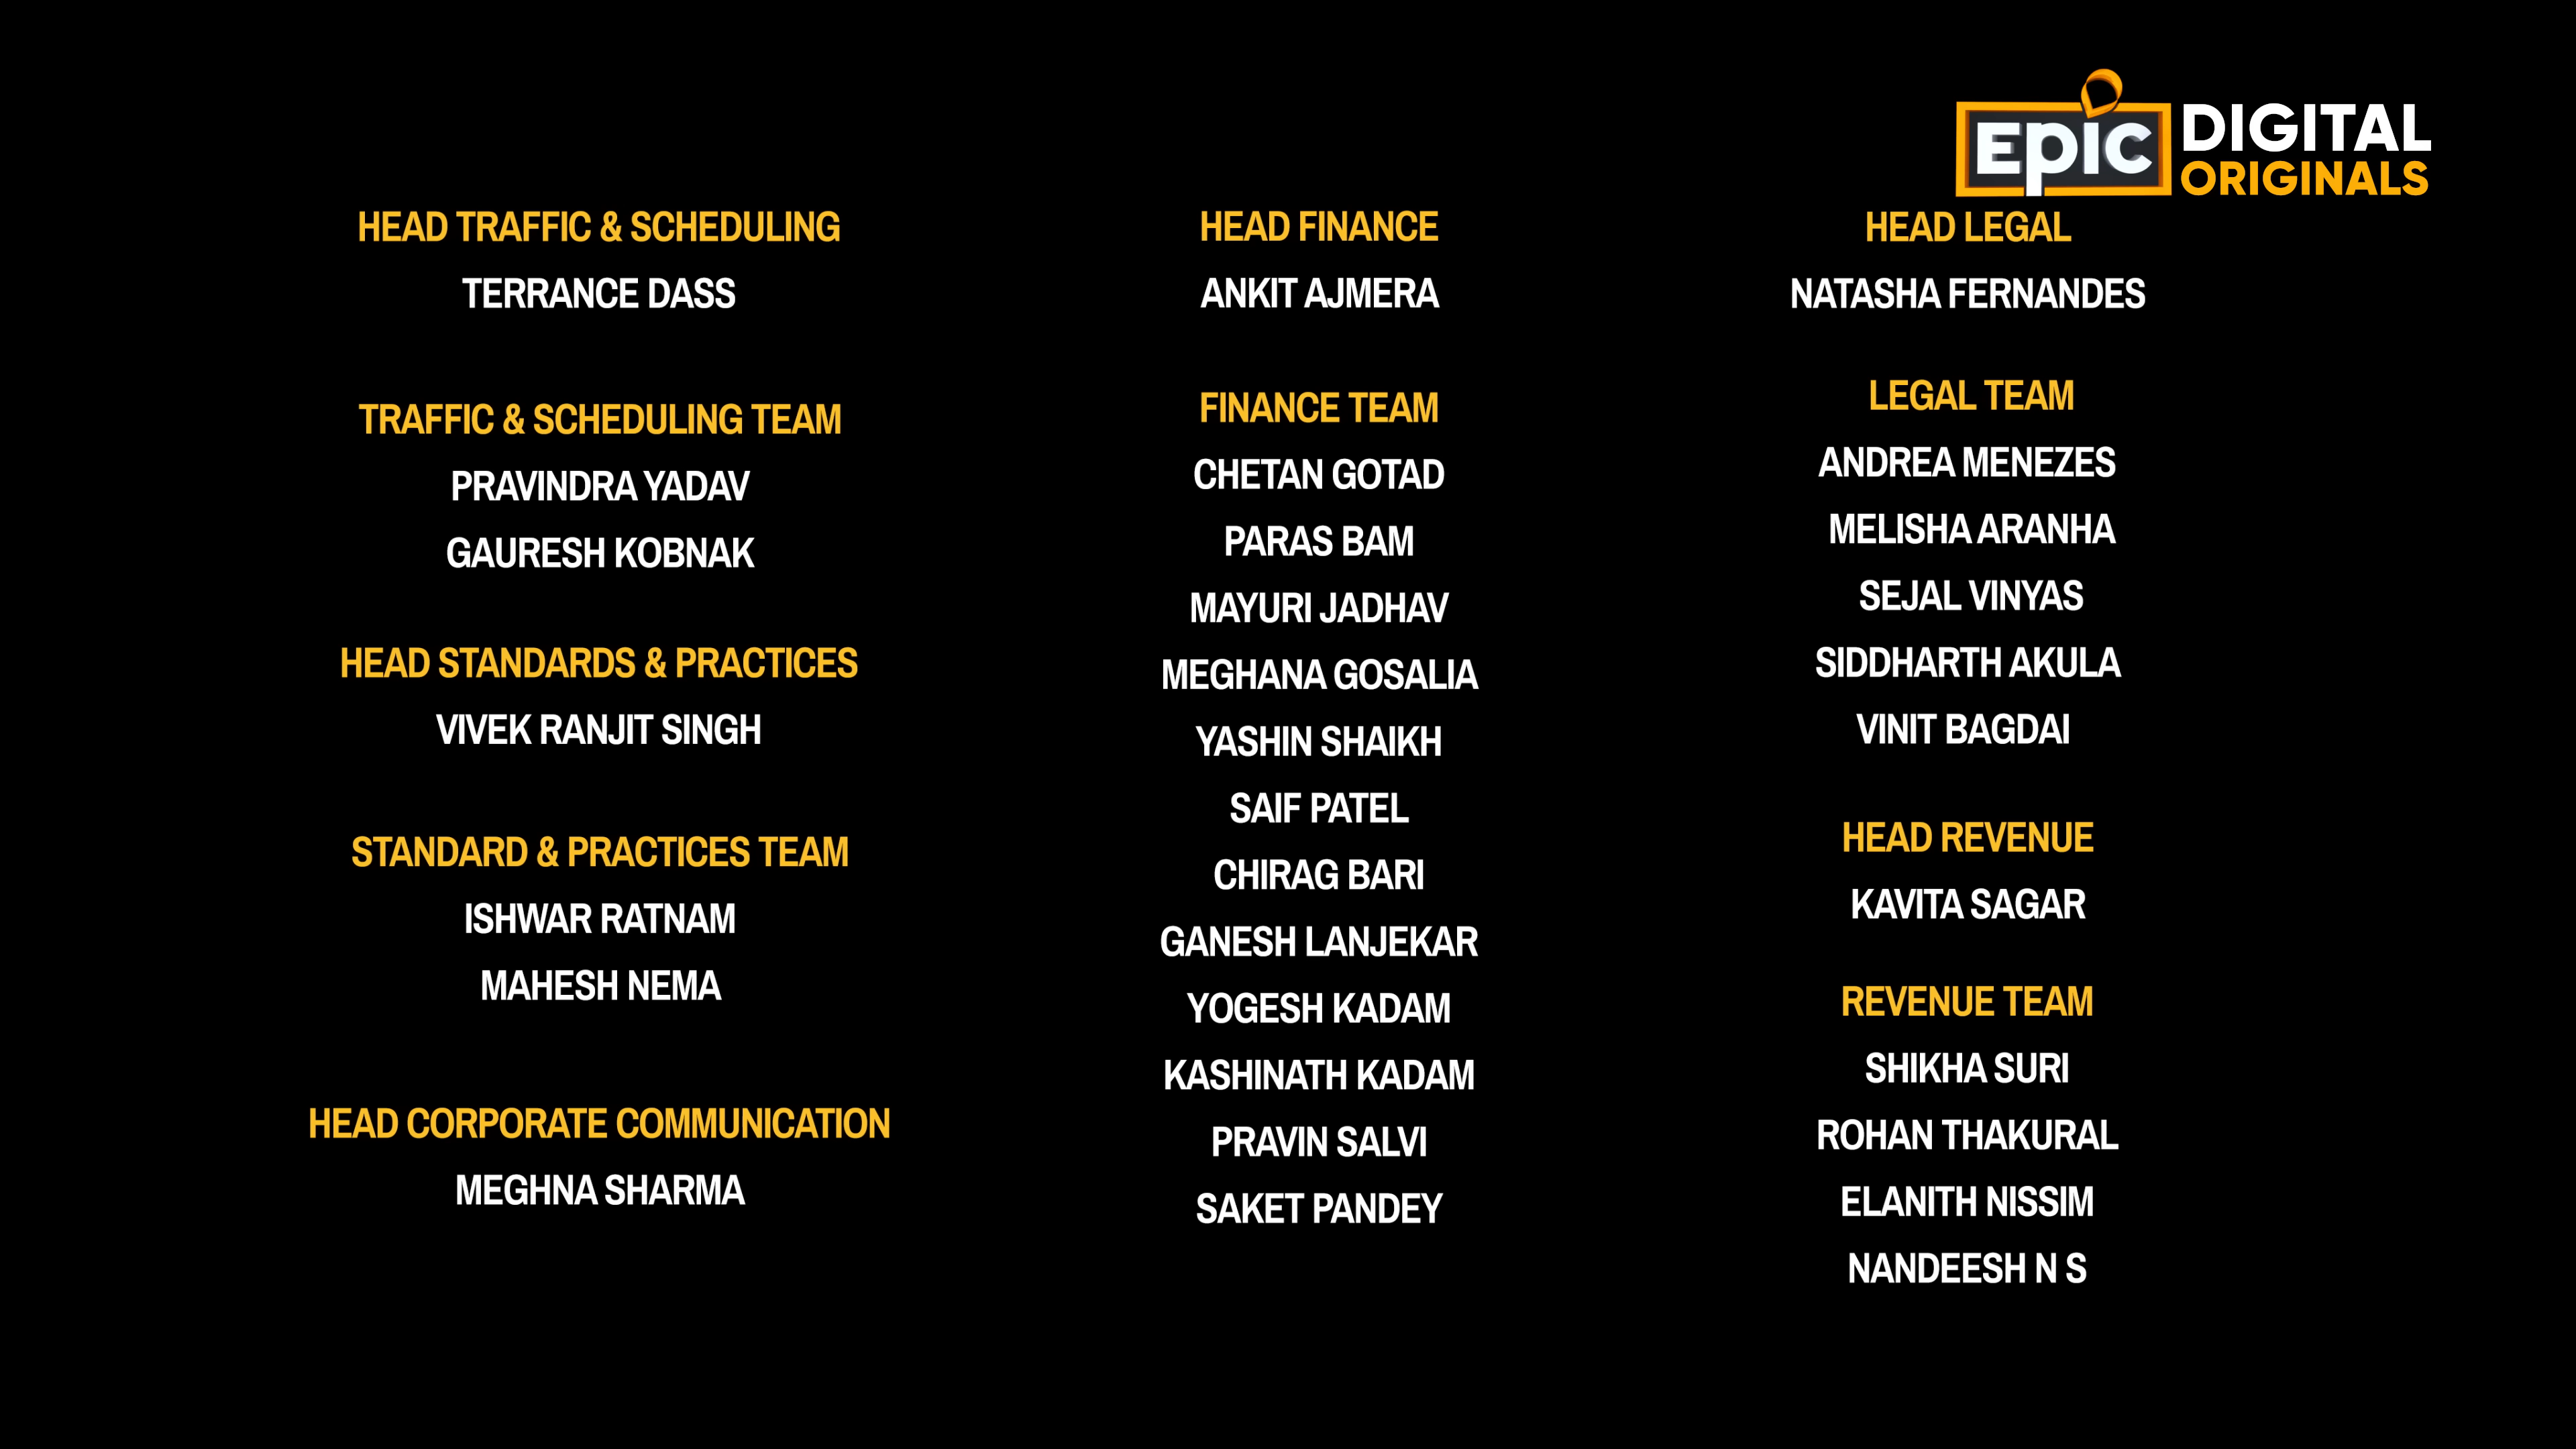 Epic DIGITAL
ORIGINALS
HEAD TRAFFIC & SCHEDULING
TERRANCE DASS
TRAFFIC & SCHEDULING TEAM
PRAVINDRA YADAV
GAURESH KOBNAK
HEAD STANDARDS & PRACTICES
VIVEK RANJIT SINGH
STANDARD & PRACTICES TEAM
ISHWAR RATNAM
MAHESH NEMA
HEAD CORPORATE COMMUNICATION
MEGHNA SHARMA
HEAD FINANCE
ANKIT AJMERA
FINANCE TEAM
CHETAN GOTAD
PARAS BAM
MAYURI JADHAV
MEGHANA GOSALIA
YASHIN SHAIKH
SAIF PATEL
CHIRAG BARI
GANESH LANJEKAR
YOGESH KADAM
KASHINATH KADAM
PRAVIN SALVI
SAKET PANDEY
HEAD LEGAL
NATASHA FERNANDES
LEGAL TEAM
ANDREA MENEZES
MELISHA ARANHA
SEJAL VINYAS
SIDDHARTH AKULA
VINIT BAGDAI
HEAD REVENUE
KAVITA SAGAR
REVENUE TEAM
SHIKHA SURI
ROHAN THAKURAL
ELANITH NISSIM
NANDEESH N S